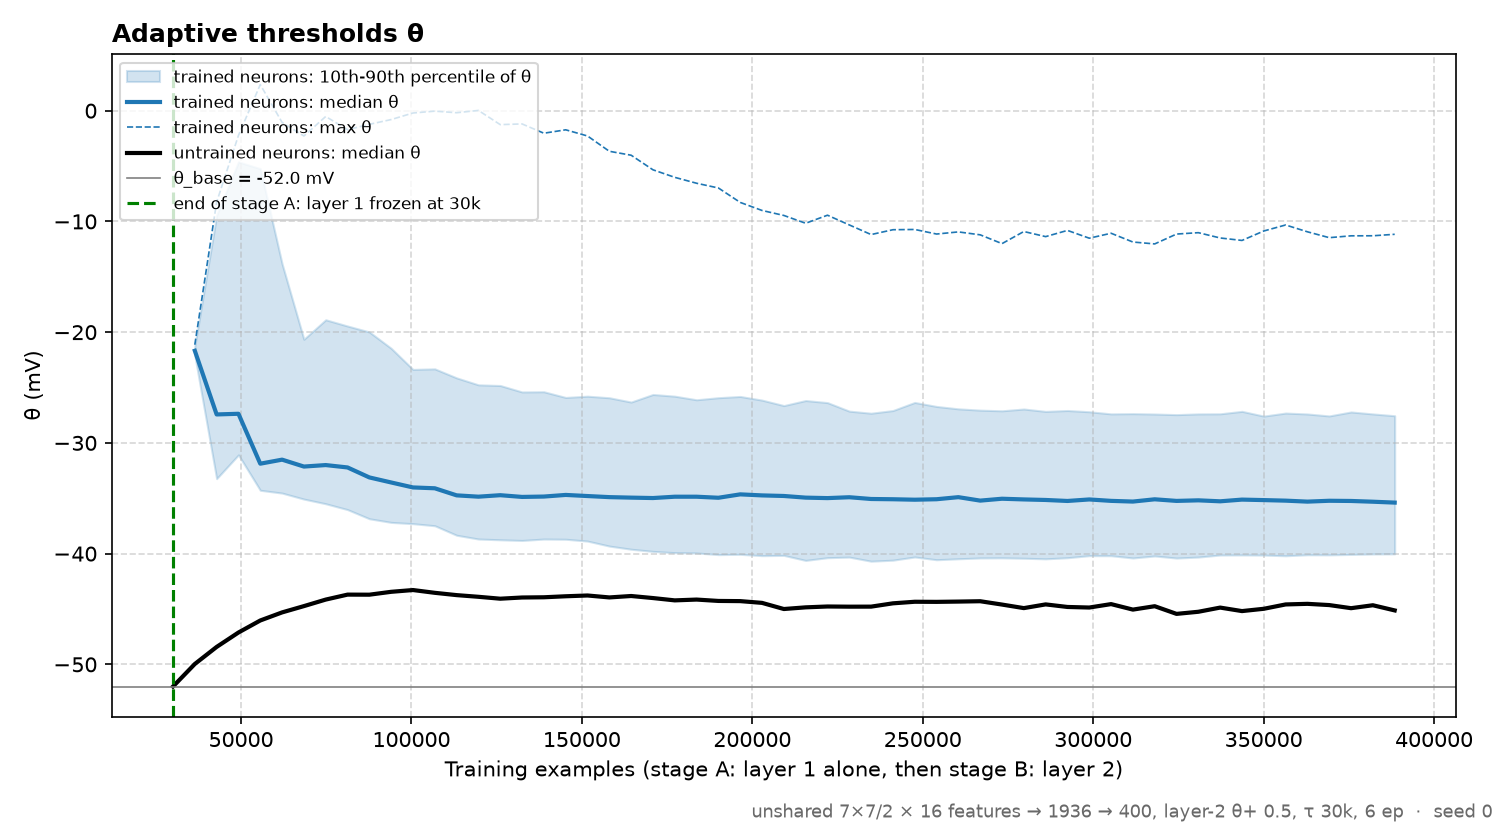 Adaptive thresholds θ
trained neurons: 10th-90th percentile of θ
trained neurons: median θ
trained neurons: max θ
untrained neurons: median θ
θ_base = -52.0 mV
end of stage A: layer 1 frozen at 30k
θ (mV)
0
−10
−20
−30
−40
−50
50000 100000 150000 200000 250000 300000 350000 400000
Training examples (stage A: layer 1 alone, then stage B: layer 2)
unshared 7×7/2 × 16 features → 1936 → 400, layer-2 θ+ 0.5, τ 30k, 6 ep · seed 0